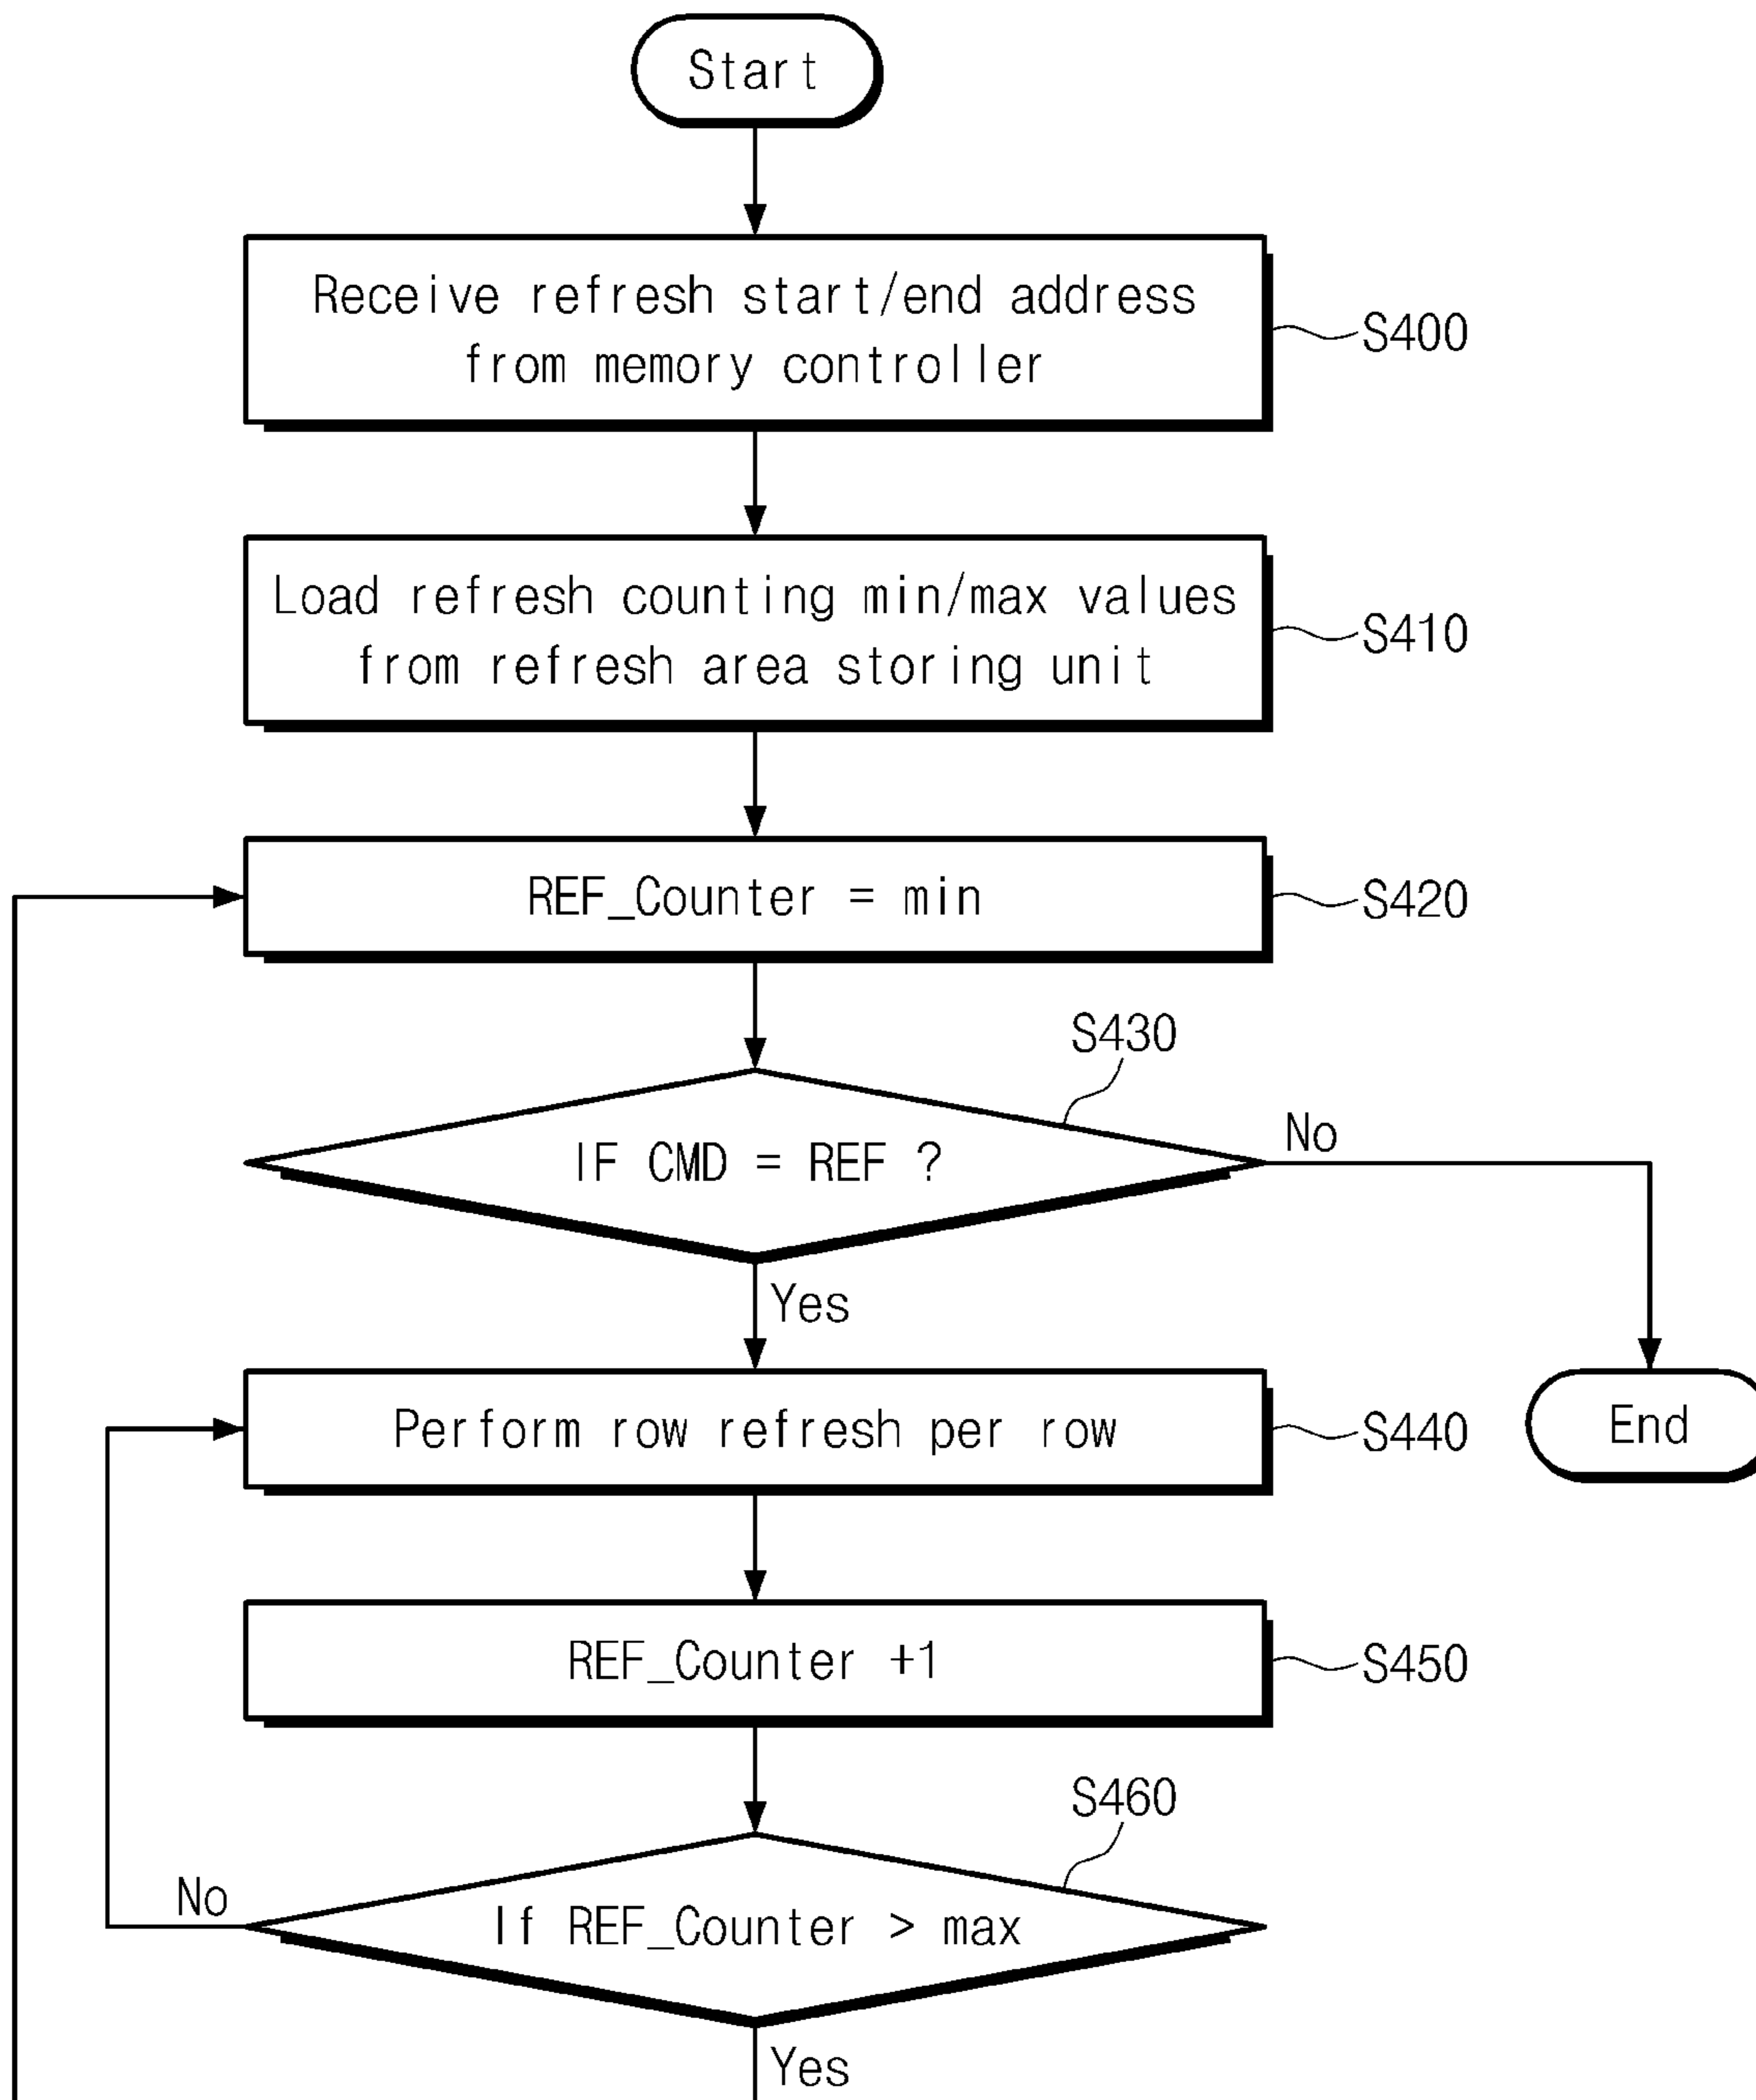 Start
Receive refresh start/end address
from memory controller
S400
Load refresh counting min/max values
from refresh area storing unit
S410
REF_Counter = min
S420
S430
IF CMD = REF ?
No
Yes
Perform row refresh per row
S440
End
REF_Counter +1
S450
S460
No
If REF_Counter > max
Yes